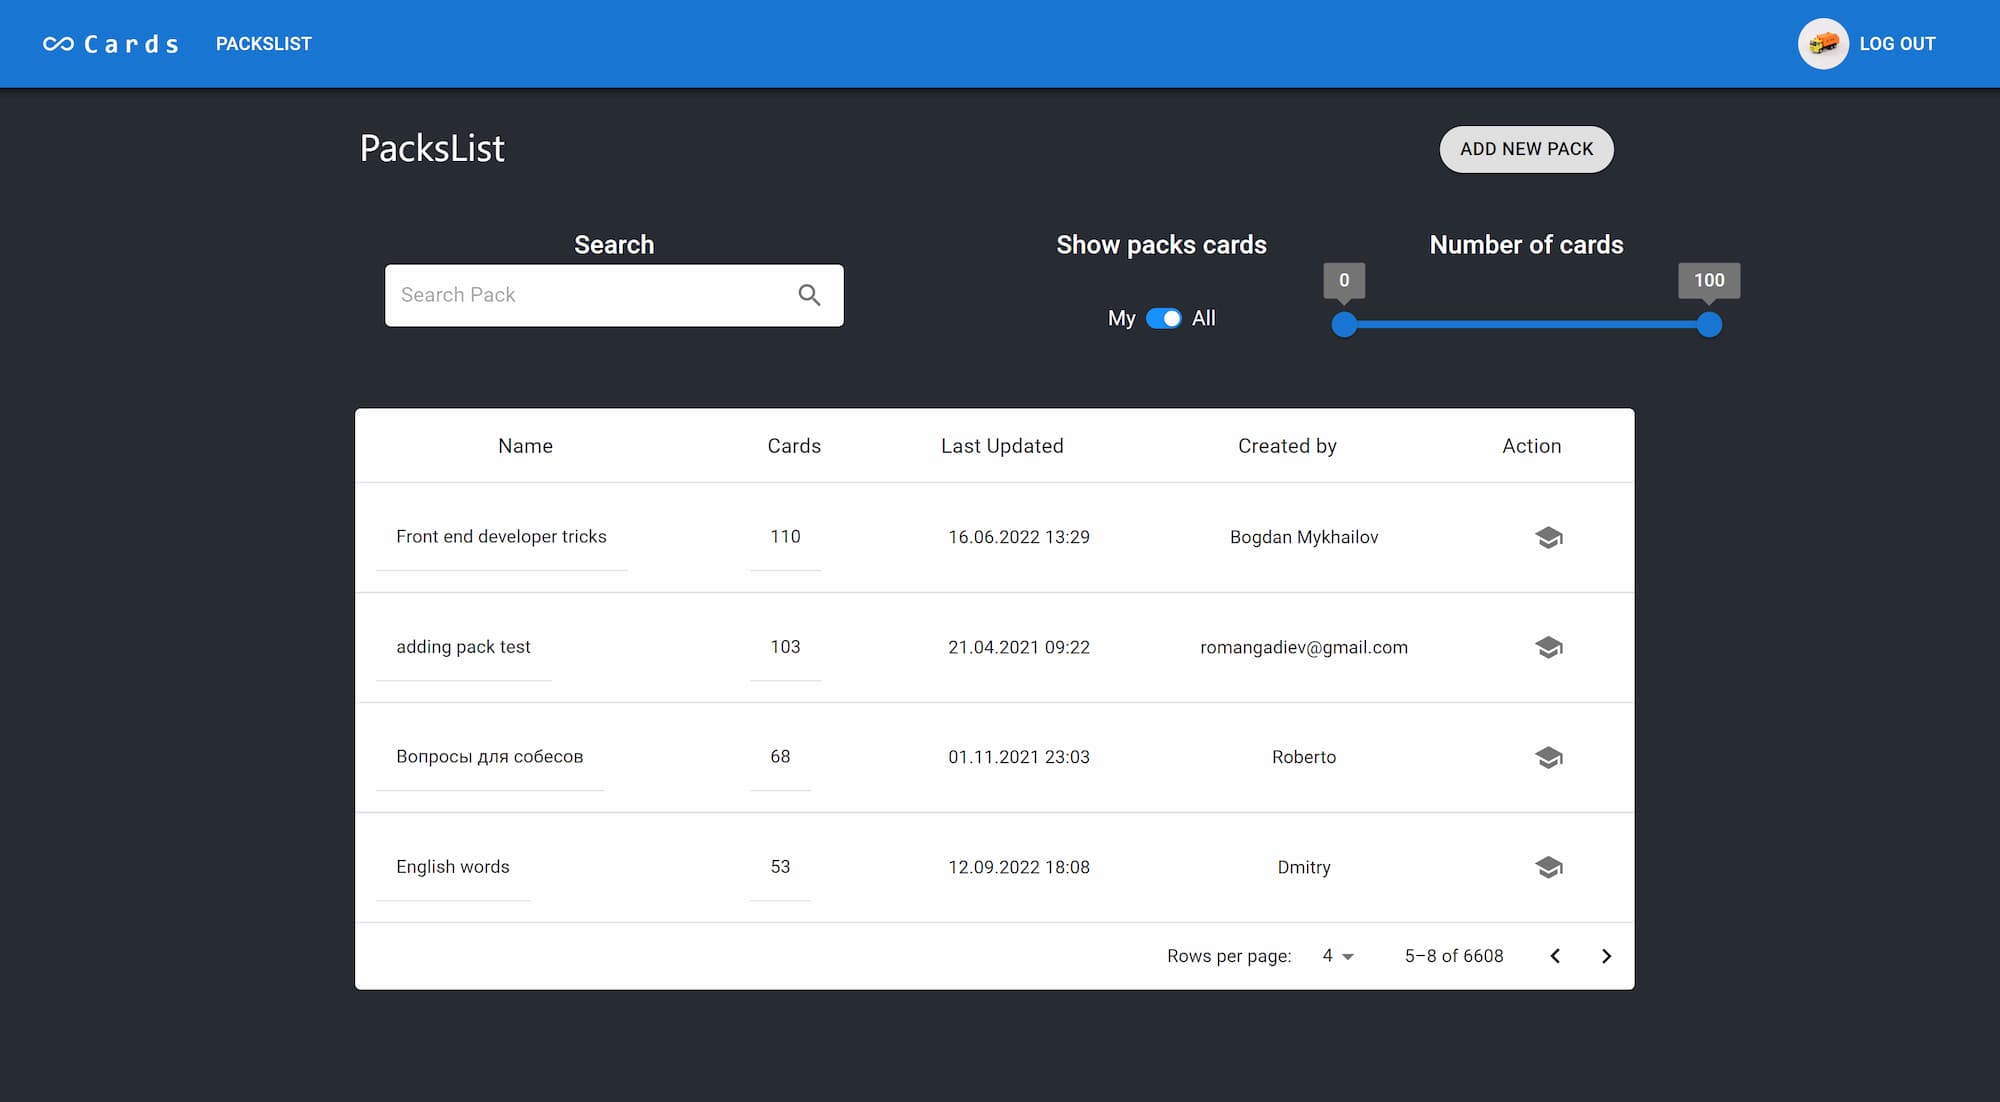 Cards PACKSLIST LOG OUT
PacksList ADD NEW PACK
Search Show packs cards Number of cards
0 100
Search Pack
My All
Name Cards Last Updated Created by Action
Front end developer tricks 110 16.06.2022 13:29 Bogdan Mykhailov
adding pack test 103 21.04.2021 09:22 romangadiev@gmail.com
Вопросы для собесов 68 01.11.2021 23:03 Roberto
English words 53 12.09.2022 18:08 Dmitry
Rows per page: 4 5–8 of 6608